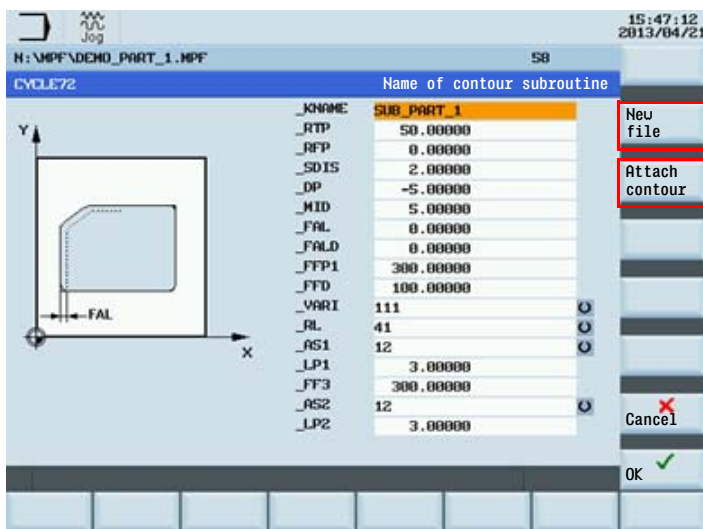 Jog
15:47:12
2013/04/21
N:\MPF\DEMO_PART_1.MPF 58
CYCLE72 Name of contour subroutine
_KNAME SUB_PART_1
_RTP 50.00000
_RFP 0.00000
_SDIS 2.00000
_DP -5.00000
_MID 5.00000
_FAL 0.00000
_FALD 0.00000
_FFP1 300.00000
_FFD 100.00000
_VARI 111
_RL 41
_AS1 12
_LP1 3.00000
_FF3 300.00000
_AS2 12
_LP2 3.00000
Y
FAL
X
New
file
Attach
contour
Cancel
OK